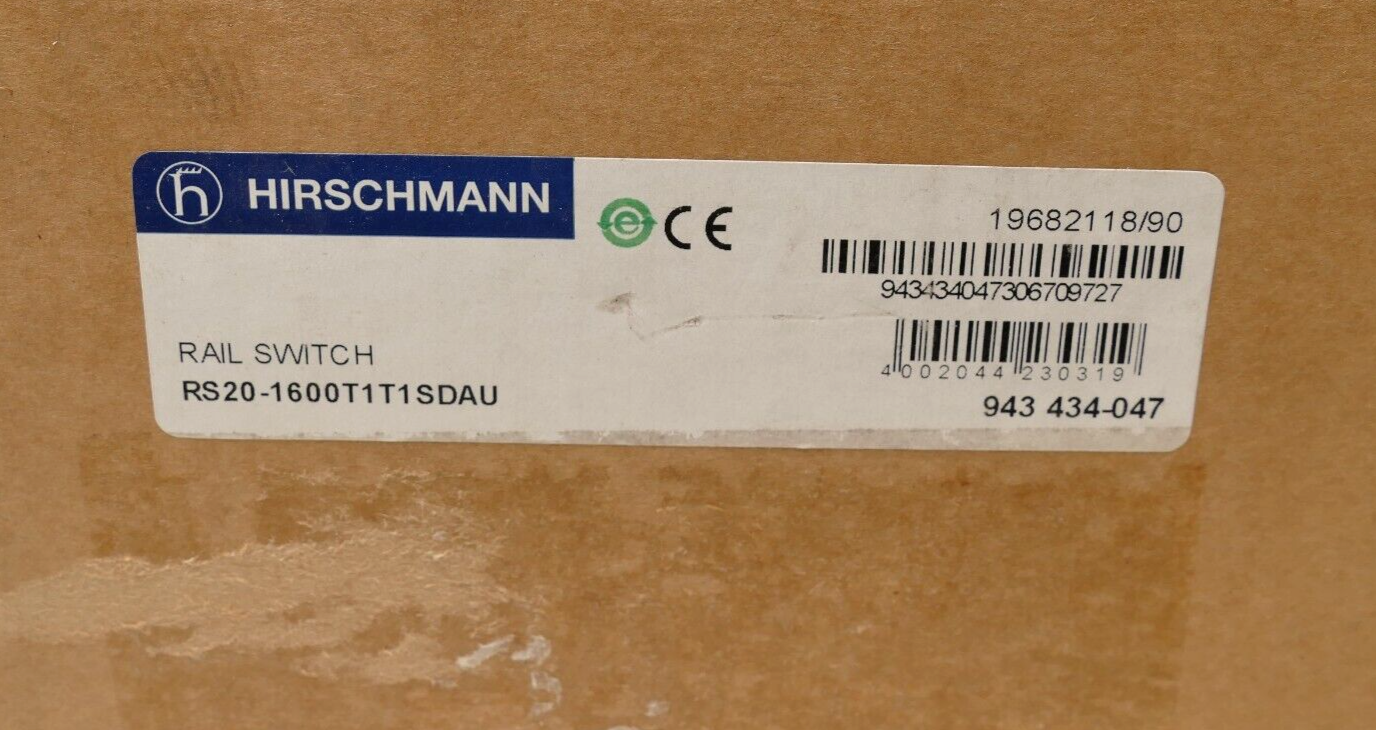 HIRSCHMANN
CE
19682118/90
943434047306709727
RAIL SWITCH
RS20-1600T1T1SDAU
4 002044 230319
943 434-047